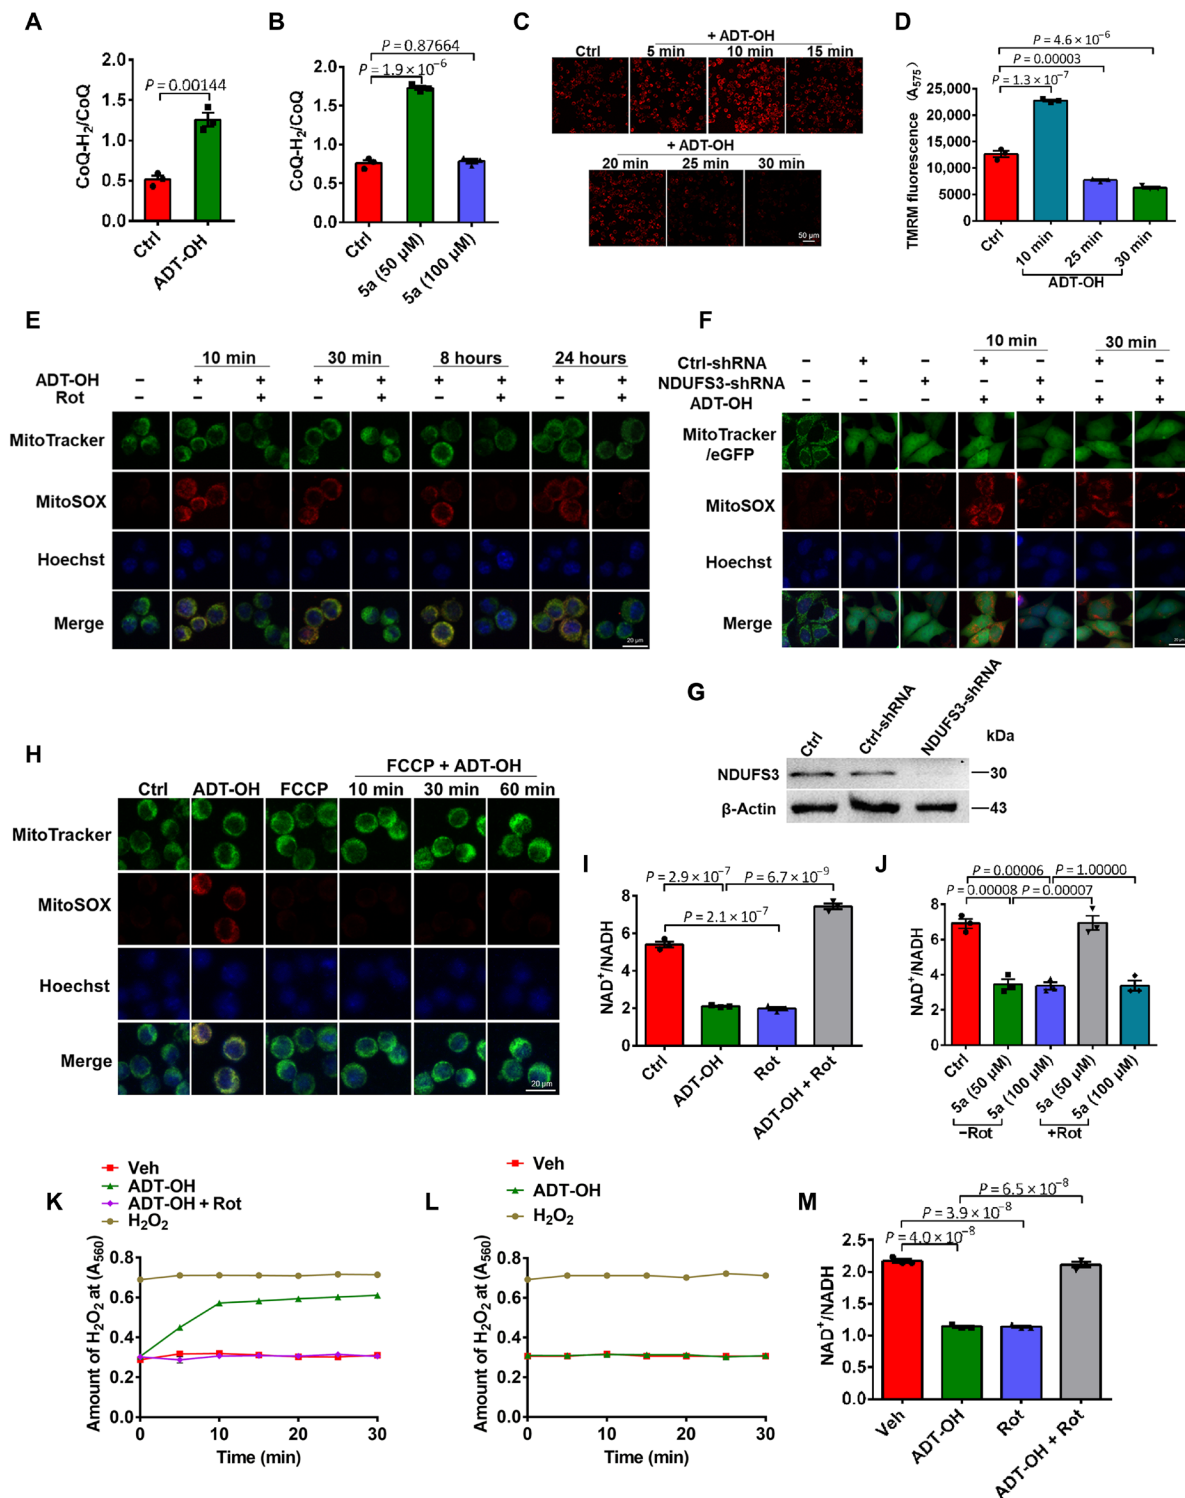 A
P = 0.00144
CoQ-H2/CoQ
2.0
1.5
1.0
0.5
0.0
Ctrl
ADT-OH
B
P = 0.87664
P = 1.9 × 10⁻⁶
CoQ-H2/CoQ
2.0
1.5
1.0
0.5
0.0
Ctrl
5a (50 μM)
5a (100 μM)
C
+ ADT-OH
Ctrl 5 min 10 min 15 min
+ ADT-OH
20 min 25 min 30 min
50 μm
D
P = 4.6 × 10⁻⁶
P = 0.00003
P = 1.3 × 10⁻⁷
TMRM fluorescence (A575)
25,000
20,000
15,000
10,000
5000
0
Ctrl
10 min
25 min
30 min
ADT-OH
E
10 min 30 min 8 hours 24 hours
ADT-OH − + + + + + + + +
Rot − − + − + − + − +
MitoTracker
MitoSOX
Hoechst
Merge
20 μm
F
10 min 30 min
Ctrl-shRNA − + − + − + −
NDUFS3-shRNA − − + − + − +
ADT-OH − − − + + + +
MitoTracker
/eGFP
MitoSOX
Hoechst
Merge
20 μm
G
Ctrl
Ctrl-shRNA
NDUFS3-shRNA
kDa
NDUFS3 30
β-Actin 43
H
FCCP + ADT-OH
Ctrl ADT-OH FCCP 10 min 30 min 60 min
MitoTracker
MitoSOX
Hoechst
Merge
20 μm
I
P = 2.9 × 10⁻⁷ P = 6.7 × 10⁻⁹
P = 2.1 × 10⁻⁷
NAD⁺/NADH
8
6
4
2
0
Ctrl
ADT-OH
Rot
ADT-OH + Rot
J
P = 0.00006 P = 1.00000
P = 0.00008 P = 0.00007
NAD⁺/NADH
8
6
4
2
0
Ctrl
5a (50 μM)
5a (100 μM)
5a (50 μM)
5a (100 μM)
−Rot +Rot
K
Veh
ADT-OH
ADT-OH + Rot
H2O2
Amount of H2O2 at (A560)
0.8
0.6
0.4
0.2
0.0
0 10 20 30
Time (min)
L
Veh
ADT-OH
H2O2
Amount of H2O2 at (A560)
0.8
0.6
0.4
0.2
0.0
0 10 20 30
Time (min)
M
P = 6.5 × 10⁻⁸
P = 3.9 × 10⁻⁸
P = 4.0 × 10⁻⁸
NAD⁺/NADH
2.5
2.0
1.5
1.0
0.5
0.0
Veh
ADT-OH
Rot
ADT-OH + Rot